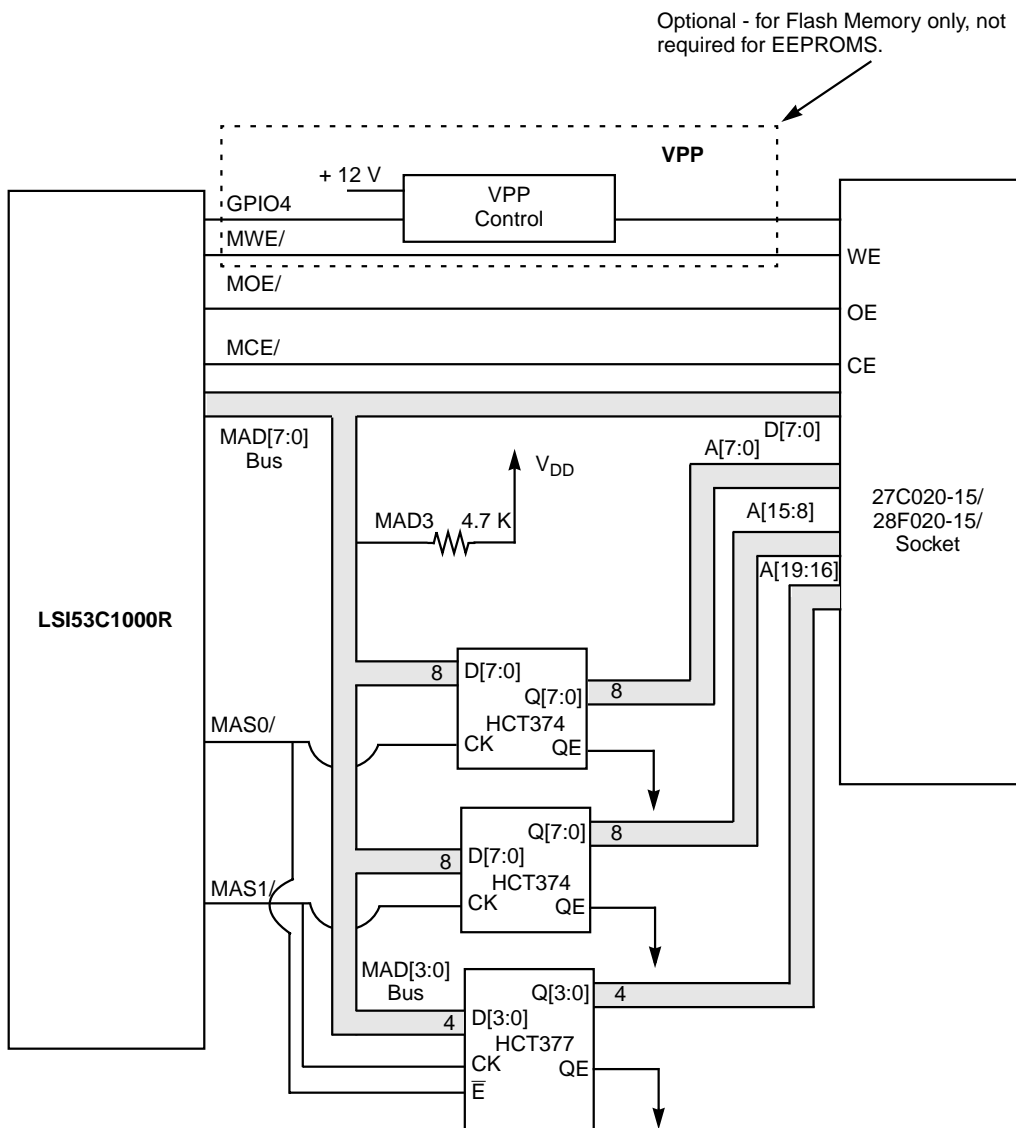 Optional - for Flash Memory only, not
required for EEPROMS.
VPP
+ 12 V
VPP
Control
GPIO4
MWE/
WE
MOE/
OE
MCE/
CE
MAD[7:0]
Bus
D[7:0]
A[7:0]
VDD
MAD3
4.7 K
A[15:8]
27C020-15/
28F020-15/
Socket
A[19:16]
LSI53C1000R
8
D[7:0]
Q[7:0]
8
HCT374
CK
QE
MAS0/
Q[7:0]
8
8
D[7:0]
HCT374
CK
QE
MAS1/
MAD[3:0]
Bus
Q[3:0]
4
4
D[3:0]
HCT377
CK
QE
E̅